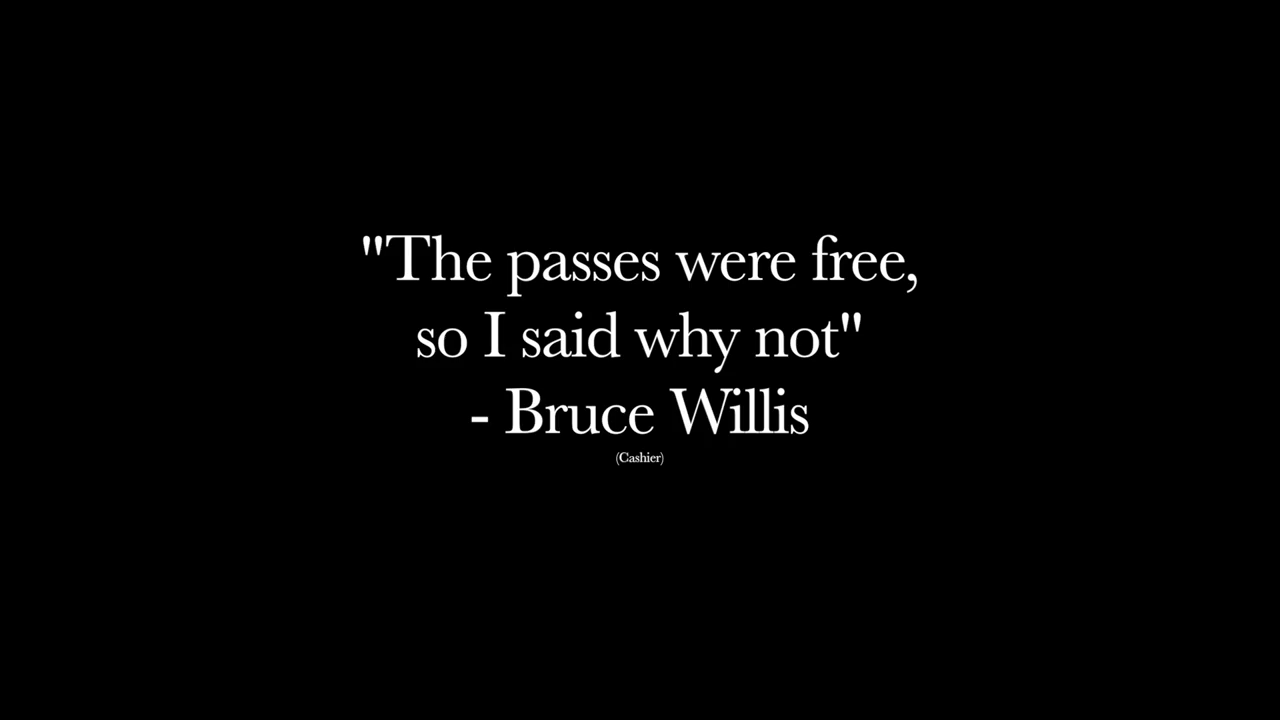 "The passes were free,
so I said why not"
- Bruce Willis
(Cashier)